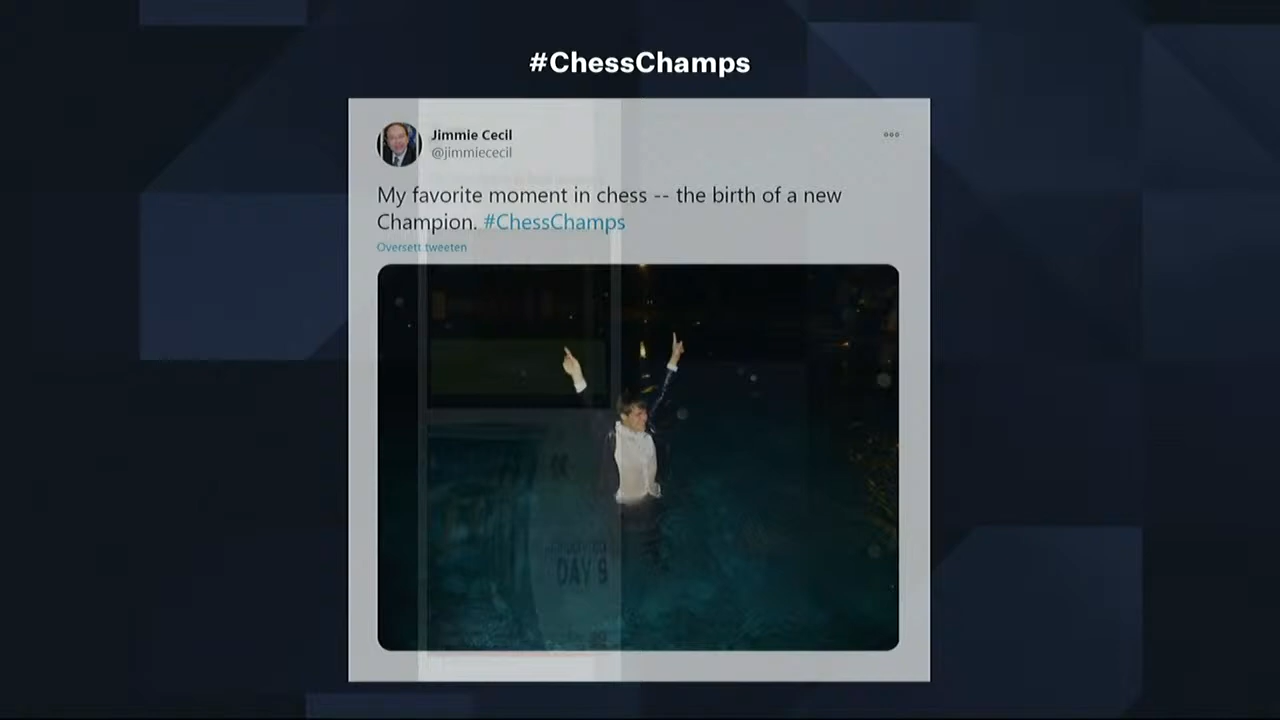 #ChessChamps
Jimmie Cecil
@jimmiececil
My favorite moment in chess -- the birth of a new
Champion. #ChessChamps
Oversett tweeten
DAY 9